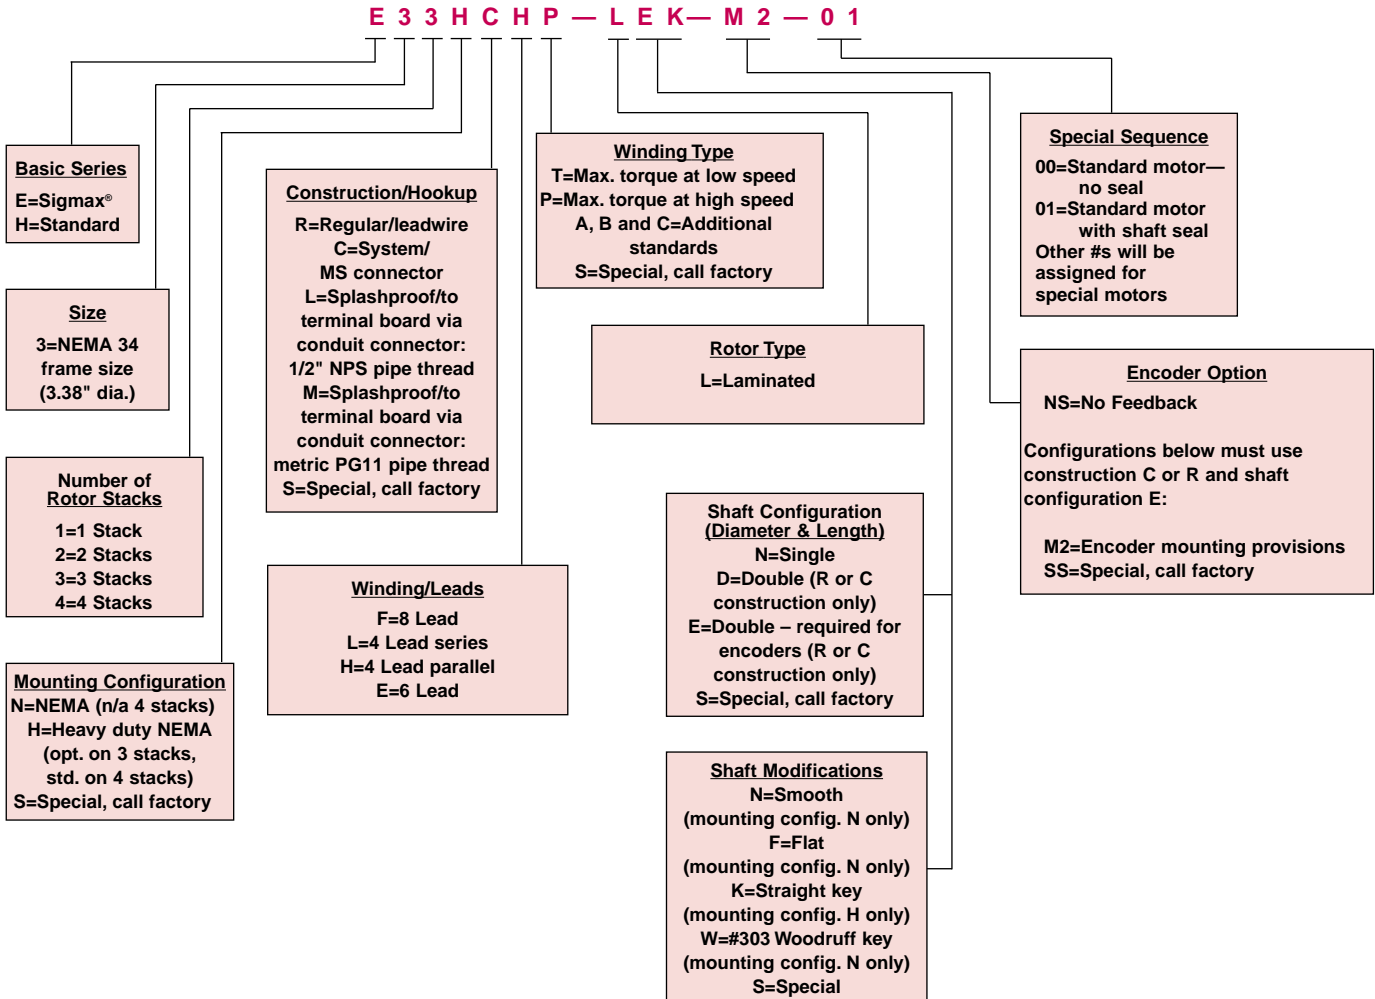 E 3 3 H C H P — L E K — M 2 — 0 1
Basic Series
E=Sigmax®
H=Standard
Size
3=NEMA 34
frame size
(3.38" dia.)
Number of
Rotor Stacks
1=1 Stack
2=2 Stacks
3=3 Stacks
4=4 Stacks
Mounting Configuration
N=NEMA (n/a 4 stacks)
H=Heavy duty NEMA
(opt. on 3 stacks,
std. on 4 stacks)
S=Special, call factory
Construction/Hookup
R=Regular/leadwire
C=System/
MS connector
L=Splashproof/to
terminal board via
conduit connector:
1/2" NPS pipe thread
M=Splashproof/to
terminal board via
conduit connector:
metric PG11 pipe thread
S=Special, call factory
Winding/Leads
F=8 Lead
L=4 Lead series
H=4 Lead parallel
E=6 Lead
Winding Type
T=Max. torque at low speed
P=Max. torque at high speed
A, B and C=Additional
standards
S=Special, call factory
Rotor Type
L=Laminated
Shaft Configuration
(Diameter & Length)
N=Single
D=Double (R or C
construction only)
E=Double – required for
encoders (R or C
construction only)
S=Special, call factory
Shaft Modifications
N=Smooth
(mounting config. N only)
F=Flat
(mounting config. N only)
K=Straight key
(mounting config. H only)
W=#303 Woodruff key
(mounting config. N only)
S=Special
Special Sequence
00=Standard motor—
no seal
01=Standard motor
with shaft seal
Other #s will be
assigned for
special motors
Encoder Option
NS=No Feedback
Configurations below must use
construction C or R and shaft
configuration E:
M2=Encoder mounting provisions
SS=Special, call factory